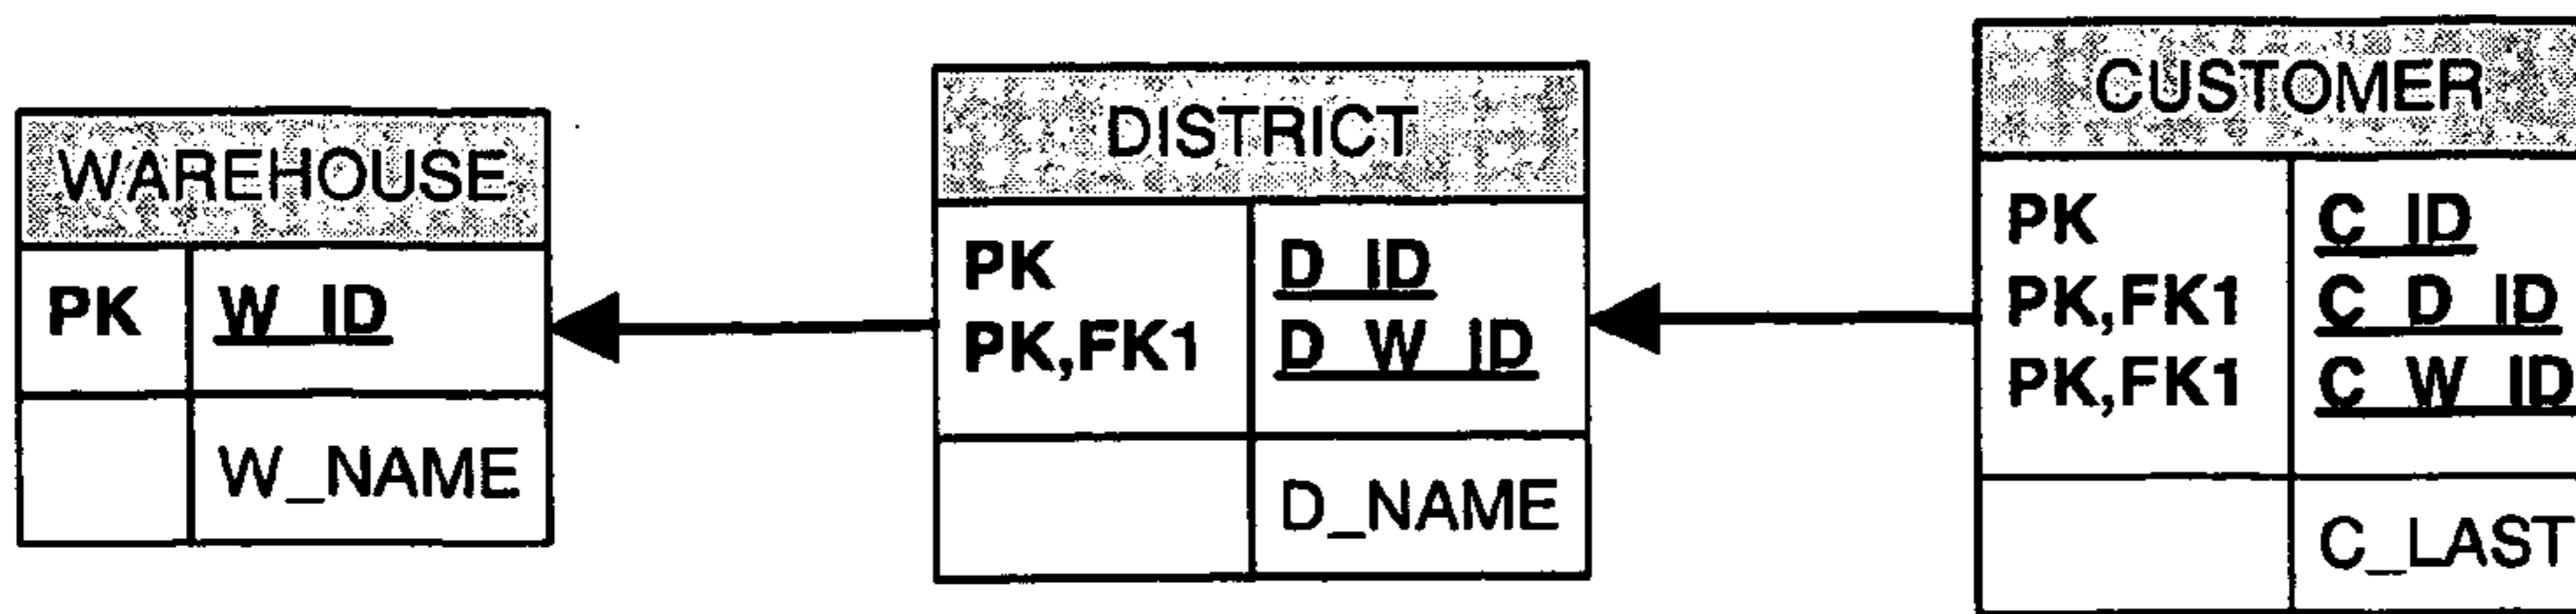 WAREHOUSE
PK W_ID
W_NAME
DISTRICT
PK D_ID
PK,FK1 D_W_ID
D_NAME
CUSTOMER
PK C_ID
PK,FK1 C_D_ID
PK,FK1 C_W_ID
C_LAST